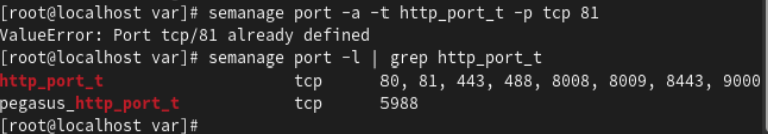 [root@localhost var]# semanage port -a -t http_port_t -p tcp 81
ValueError: Port tcp/81 already defined
[root@localhost var]# semanage port -l | grep http_port_t
http_port_t                    tcp      80, 81, 443, 488, 8008, 8009, 8443, 9000
pegasus_http_port_t            tcp      5988
[root@localhost var]#